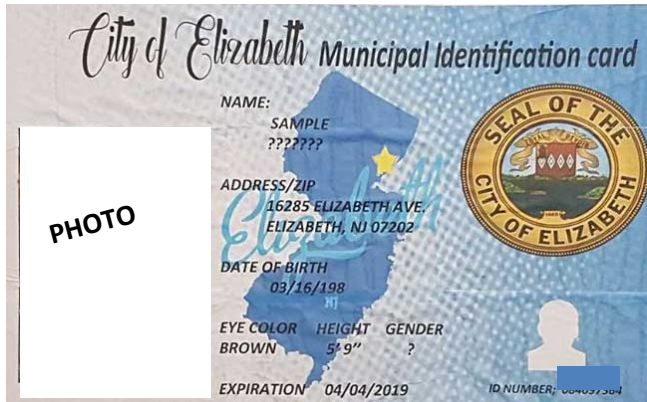 City of Elizabeth Municipal Identification card
NAME:
SAMPLE
???????
PHOTO
ADDRESS/ZIP
16285 ELIZABETH AVE.
ELIZABETH, NJ 07202
Elizabeth
NJ
DATE OF BIRTH
03/16/198
EYE COLOR HEIGHT GENDER
BROWN 5' 9" ?
EXPIRATION 04/04/2019
ID NUMBER;
SEAL OF THE
CITY OF ELIZABETH